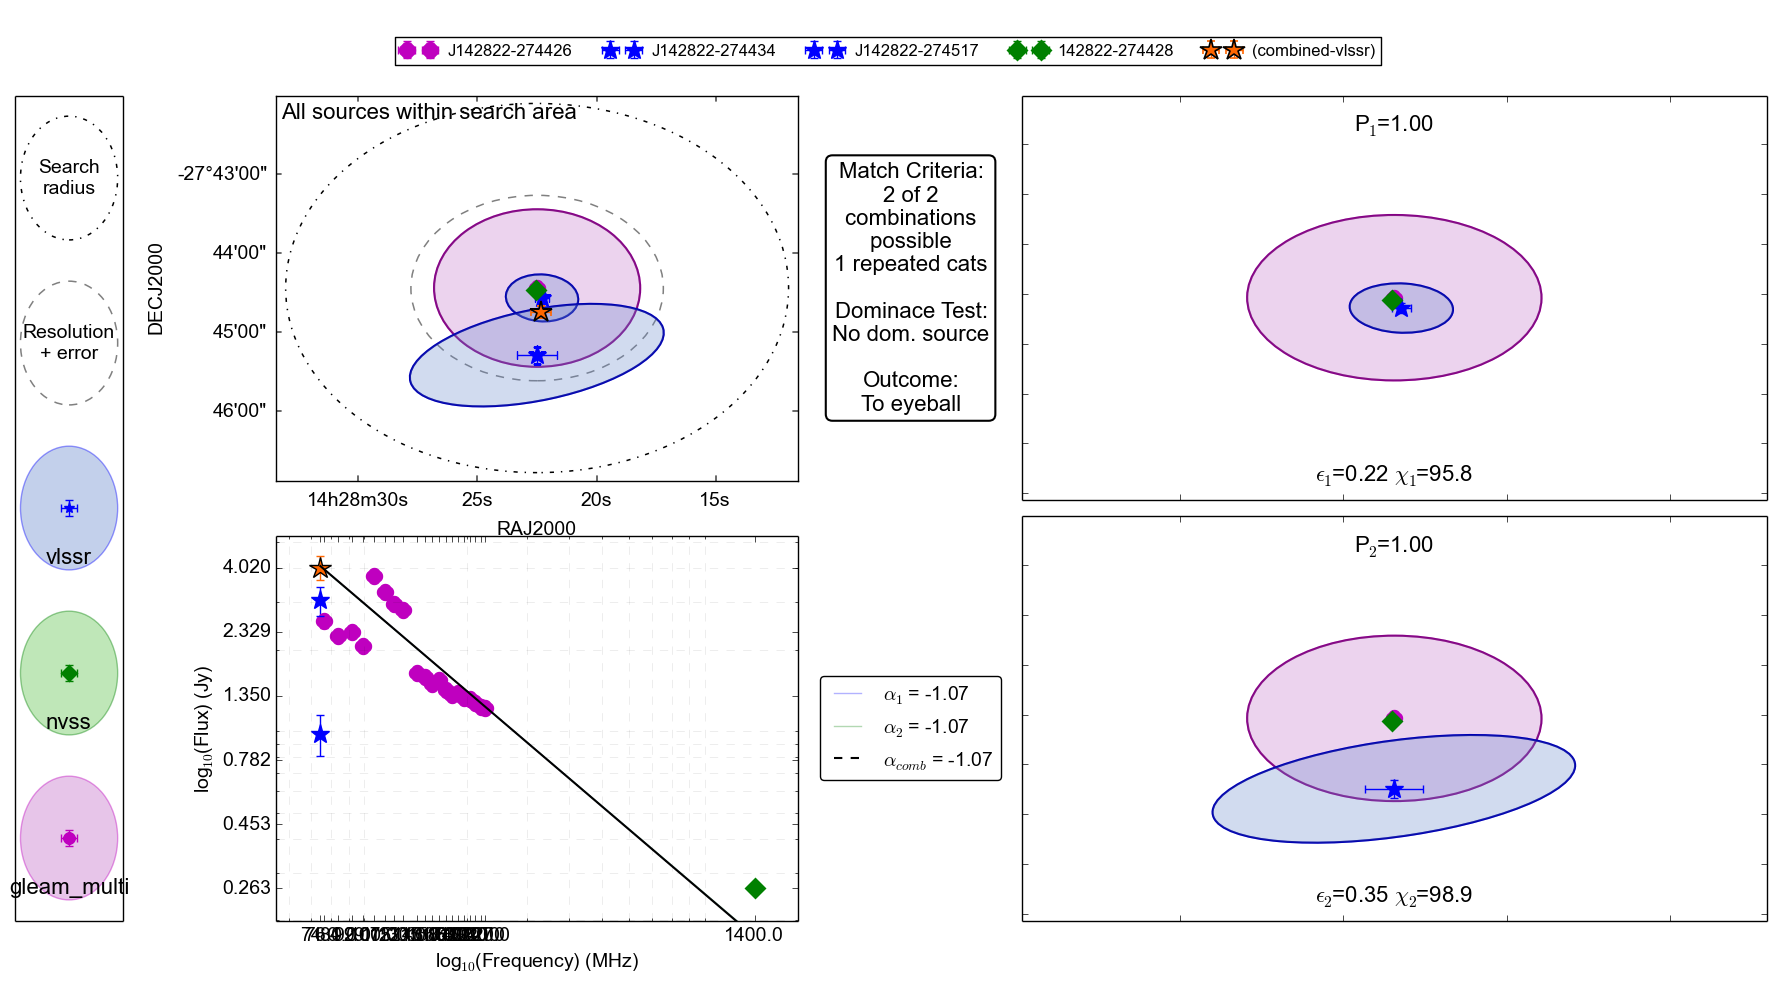 J142822-274426 J142822-274434 J142822-274517 142822-274428 (combined-vlssr)
Search
radius
Resolution
+ error
vlssr
nvss
gleam_multi
All sources within search area
DECJ2000
-27°43'00"
44'00"
45'00"
46'00"
14h28m30s 25s 20s 15s
RAJ2000
Match Criteria:
2 of 2
combinations
possible
1 repeated cats
Dominace Test:
No dom. source
Outcome:
To eyeball
P1=1.00
ϵ1=0.22 χ1=95.8
log10(Flux) (Jy)
4.020
2.329
1.350
0.782
0.453
0.263
1400.0
log10(Frequency) (MHz)
α1 = -1.07
α2 = -1.07
αcomb = -1.07
P2=1.00
ϵ2=0.35 χ2=98.9